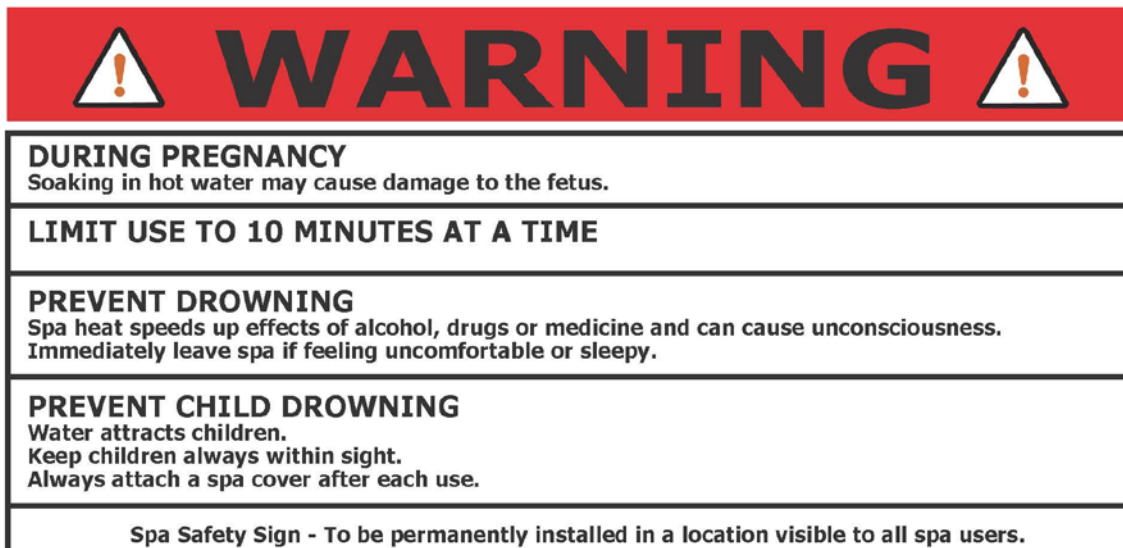 WARNING
DURING PREGNANCY
Soaking in hot water may cause damage to the fetus.
LIMIT USE TO 10 MINUTES AT A TIME
PREVENT DROWNING
Spa heat speeds up effects of alcohol, drugs or medicine and can cause unconsciousness.
Immediately leave spa if feeling uncomfortable or sleepy.
PREVENT CHILD DROWNING
Water attracts children.
Keep children always within sight.
Always attach a spa cover after each use.
Spa Safety Sign - To be permanently installed in a location visible to all spa users.